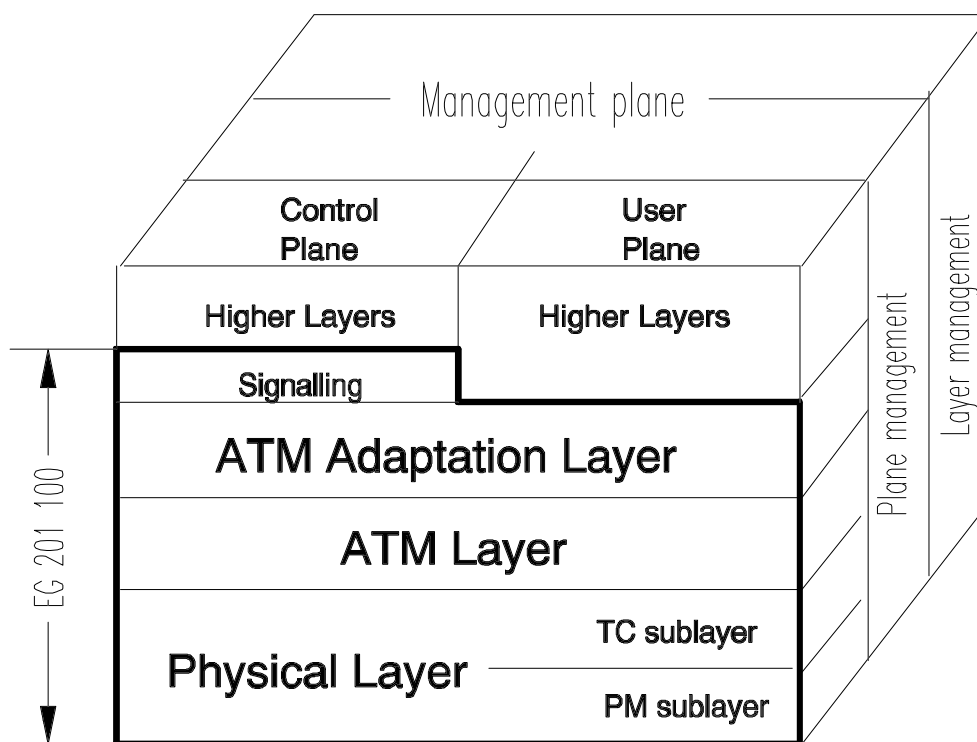 Management plane
Control
Plane
User
Plane
Higher Layers
Higher Layers
Signalling
ATM Adaptation Layer
ATM Layer
TC sublayer
Physical Layer
PM sublayer
EG 201 100
Plane management
Layer management